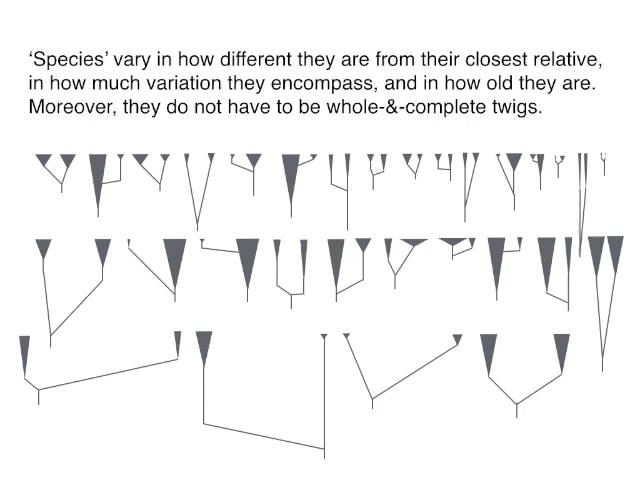 ‘Species’ vary in how different they are from their closest relative,
in how much variation they encompass, and in how old they are.
Moreover, they do not have to be whole-&-complete twigs.